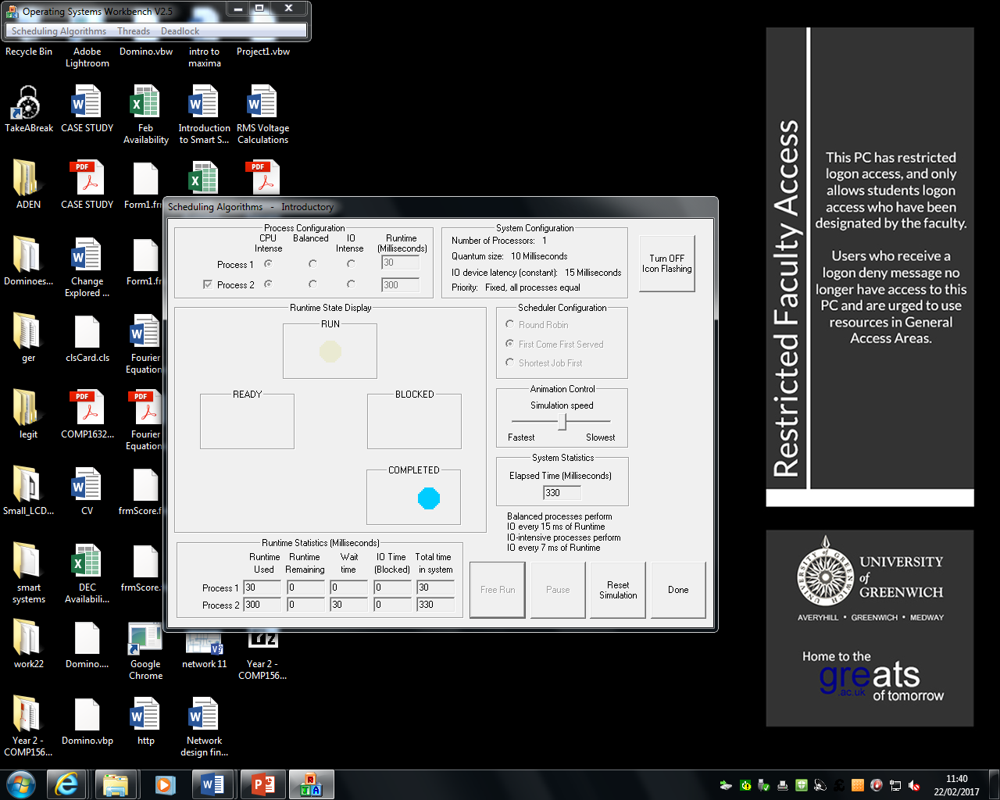 Operating Systems Workbench V2.5
Scheduling Algorithms Threads Deadlock
Recycle Bin
Adobe Lightroom
Domino.vbw
intro to maxima
Project1.vbw
TakeABreak
CASE STUDY
Feb Availability
Introduction to Smart S...
RMS Voltage Calculations
ADEN
CASE STUDY
Form1.fr
Dominoes...
Change Explored ...
Form1.fr
ger
clsCard.cls
Fourier Equation
legit
COMP1632...
Fourier Equation
Small_LCD...
CV
frmScore.f
smart systems
DEC Availabili...
frmScore.
work22
Domino....
Google Chrome
network 11
Year 2 - COMP156...
Year 2 - COMP156...
Domino.vbp
http
Network design fin...
Scheduling Algorithms - Introductory
Process Configuration
CPU Intense Balanced IO Intense Runtime (Milliseconds)
Process 1 30
Process 2 300
System Configuration
Number of Processors: 1
Quantum size: 10 Milliseconds
IO device latency (constant): 15 Milliseconds
Priority: Fixed, all processes equal
Turn OFF
Icon Flashing
Runtime State Display
RUN
READY
BLOCKED
COMPLETED
Scheduler Configuration
Round Robin
First Come First Served
Shortest Job First
Animation Control
Simulation speed
Fastest Slowest
System Statistics
Elapsed Time (Milliseconds)
330
Balanced processes perform
IO every 15 ms of Runtime
IO-intensive processes perform
IO every 7 ms of Runtime
Runtime Statistics (Milliseconds)
Runtime Used Runtime Remaining Wait time IO Time (Blocked) Total time in system
Process 1 30 0 0 0 30
Process 2 300 0 30 0 330
Free Run
Pause
Reset
Simulation
Done
Restricted Faculty Access
This PC has restricted
logon access, and only
allows students logon
access who have been
designated by the faculty.
Users who receive a
logon deny message no
longer have access to this
PC and are urged to use
resources in General
Access Areas.
UNIVERSITY
of
GREENWICH
AVERYHILL • GREENWICH • MEDWAY
Home to the
greats
.ac.uk
of tomorrow
11:40
22/02/2017